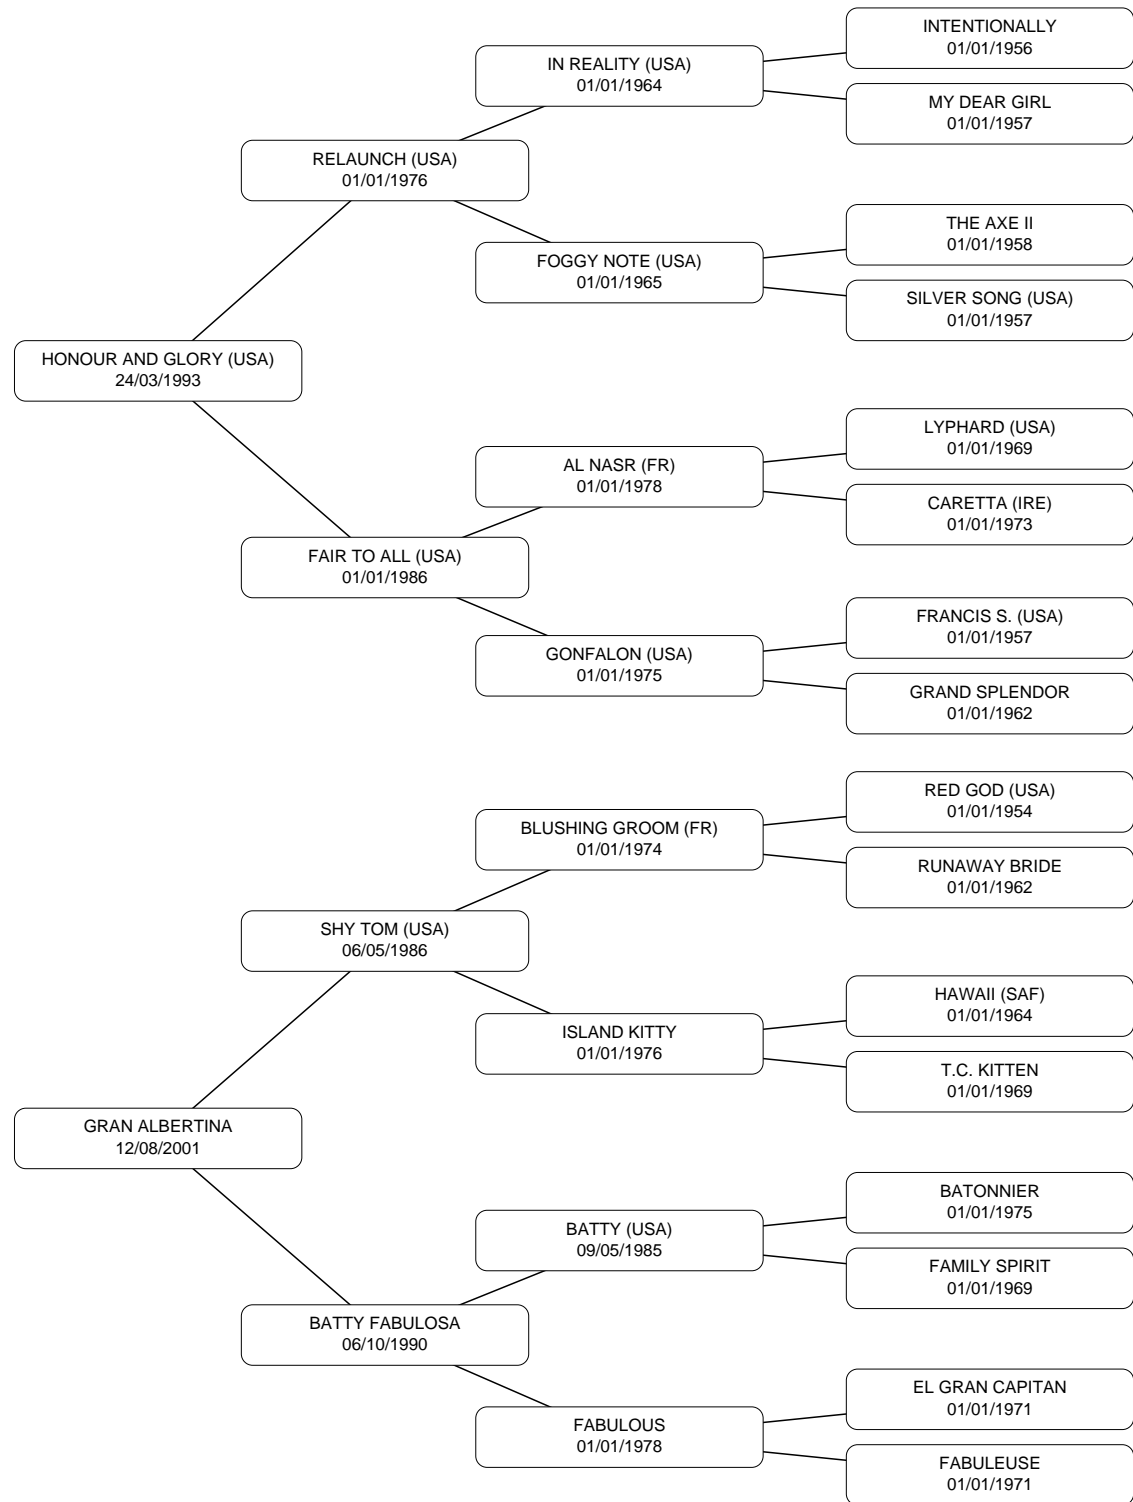 INTENTIONALLY
01/01/1956
IN REALITY (USA)
01/01/1964
MY DEAR GIRL
01/01/1957
RELAUNCH (USA)
01/01/1976
THE AXE II
01/01/1958
FOGGY NOTE (USA)
01/01/1965
SILVER SONG (USA)
01/01/1957
HONOUR AND GLORY (USA)
24/03/1993
LYPHARD (USA)
01/01/1969
AL NASR (FR)
01/01/1978
CARETTA (IRE)
01/01/1973
FAIR TO ALL (USA)
01/01/1986
FRANCIS S. (USA)
01/01/1957
GONFALON (USA)
01/01/1975
GRAND SPLENDOR
01/01/1962
RED GOD (USA)
01/01/1954
BLUSHING GROOM (FR)
01/01/1974
RUNAWAY BRIDE
01/01/1962
SHY TOM (USA)
06/05/1986
HAWAII (SAF)
01/01/1964
ISLAND KITTY
01/01/1976
T.C. KITTEN
01/01/1969
GRAN ALBERTINA
12/08/2001
BATONNIER
01/01/1975
BATTY (USA)
09/05/1985
FAMILY SPIRIT
01/01/1969
BATTY FABULOSA
06/10/1990
EL GRAN CAPITAN
01/01/1971
FABULOUS
01/01/1978
FABULEUSE
01/01/1971